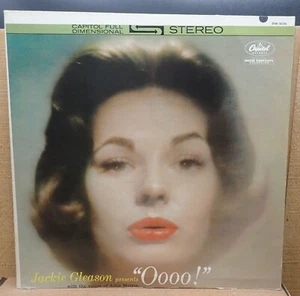 CAPITOL FULL
DIMENSIONAL
STEREO
Capitol
Jackie Gleason presents "Oooo!"